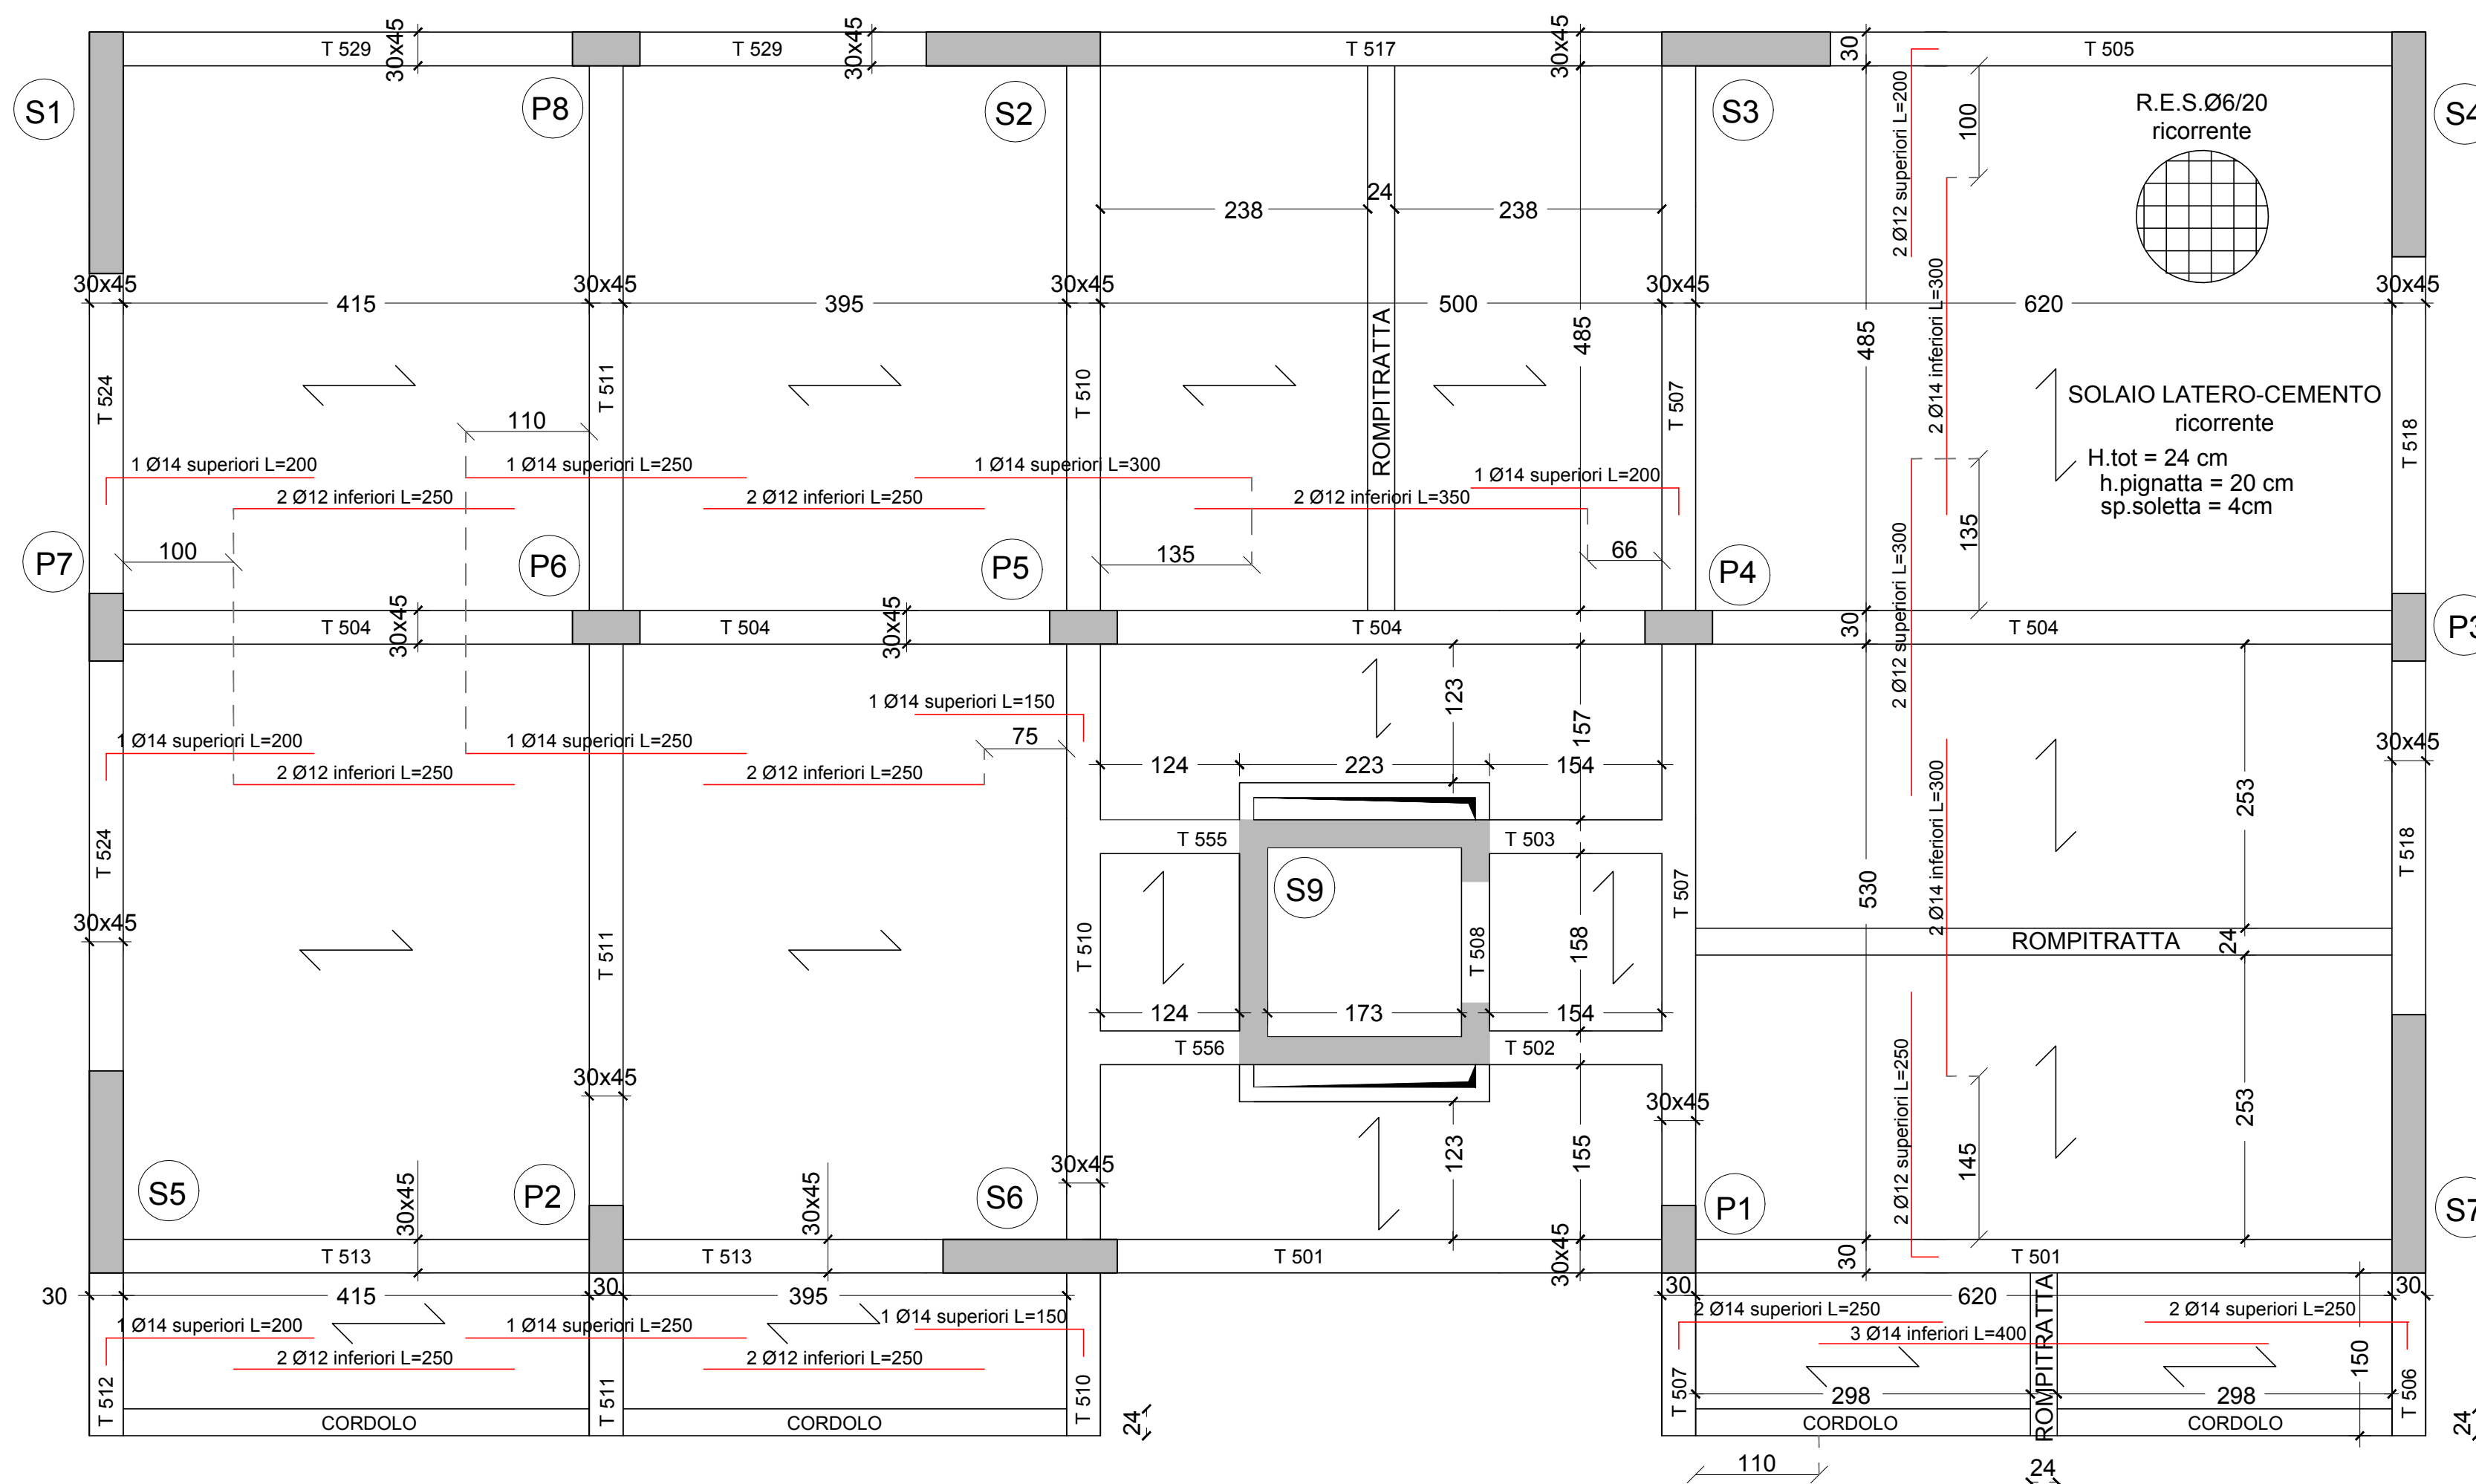 T 529
30x45
T 529
30x45
T 517
30x45
30
T 505
S1
P8
S2
S3
S4
2 Ø12 superiori L=200
100
R.E.S.Ø6/20
ricorrente
238
24
238
30x45
415
30x45
395
30x45
500
30x45
620
30x45
485
485
2 Ø14 inferiori L=300
ROMPITRATTA
T 524
T 511
T 510
T 507
T 518
SOLAIO LATERO-CEMENTO
ricorrente
H.tot = 24 cm
h.pignatta = 20 cm
sp.soletta = 4cm
110
1 Ø14 superiori L=200
1 Ø14 superiori L=250
1 Ø14 superiori L=300
1 Ø14 superiori L=200
2 Ø12 inferiori L=250
2 Ø12 inferiori L=250
2 Ø12 inferiori L=350
100
135
66
135
2 Ø12 superiori L=300
P7
P6
P5
P4
P3
T 504
30x45
T 504
30x45
T 504
30
T 504
123
157
1 Ø14 superiori L=150
75
1 Ø14 superiori L=200
1 Ø14 superiori L=250
2 Ø12 inferiori L=250
2 Ø12 inferiori L=250
124
223
154
30x45
253
2 Ø14 inferiori L=300
T 555
T 503
T 524
T 518
S9
T 507
530
30x45
T 511
T 510
T 508
158
ROMPITRATTA
24
124
173
154
T 556
T 502
30x45
30x45
123
155
253
2 Ø12 superiori L=250
145
30x45
S5
30x45
P2
30x45
S6
P1
S7
T 513
T 513
T 501
30x45
30
T 501
30
415
30
395
30
620
30
1 Ø14 superiori L=200
1 Ø14 superiori L=250
1 Ø14 superiori L=150
2 Ø14 superiori L=250
2 Ø14 superiori L=250
2 Ø12 inferiori L=250
2 Ø12 inferiori L=250
3 Ø14 inferiori L=400
ROMPITRATTA
150
T 512
T 511
T 510
T 507
298
298
T 506
CORDOLO
CORDOLO
24
CORDOLO
CORDOLO
24
110
24